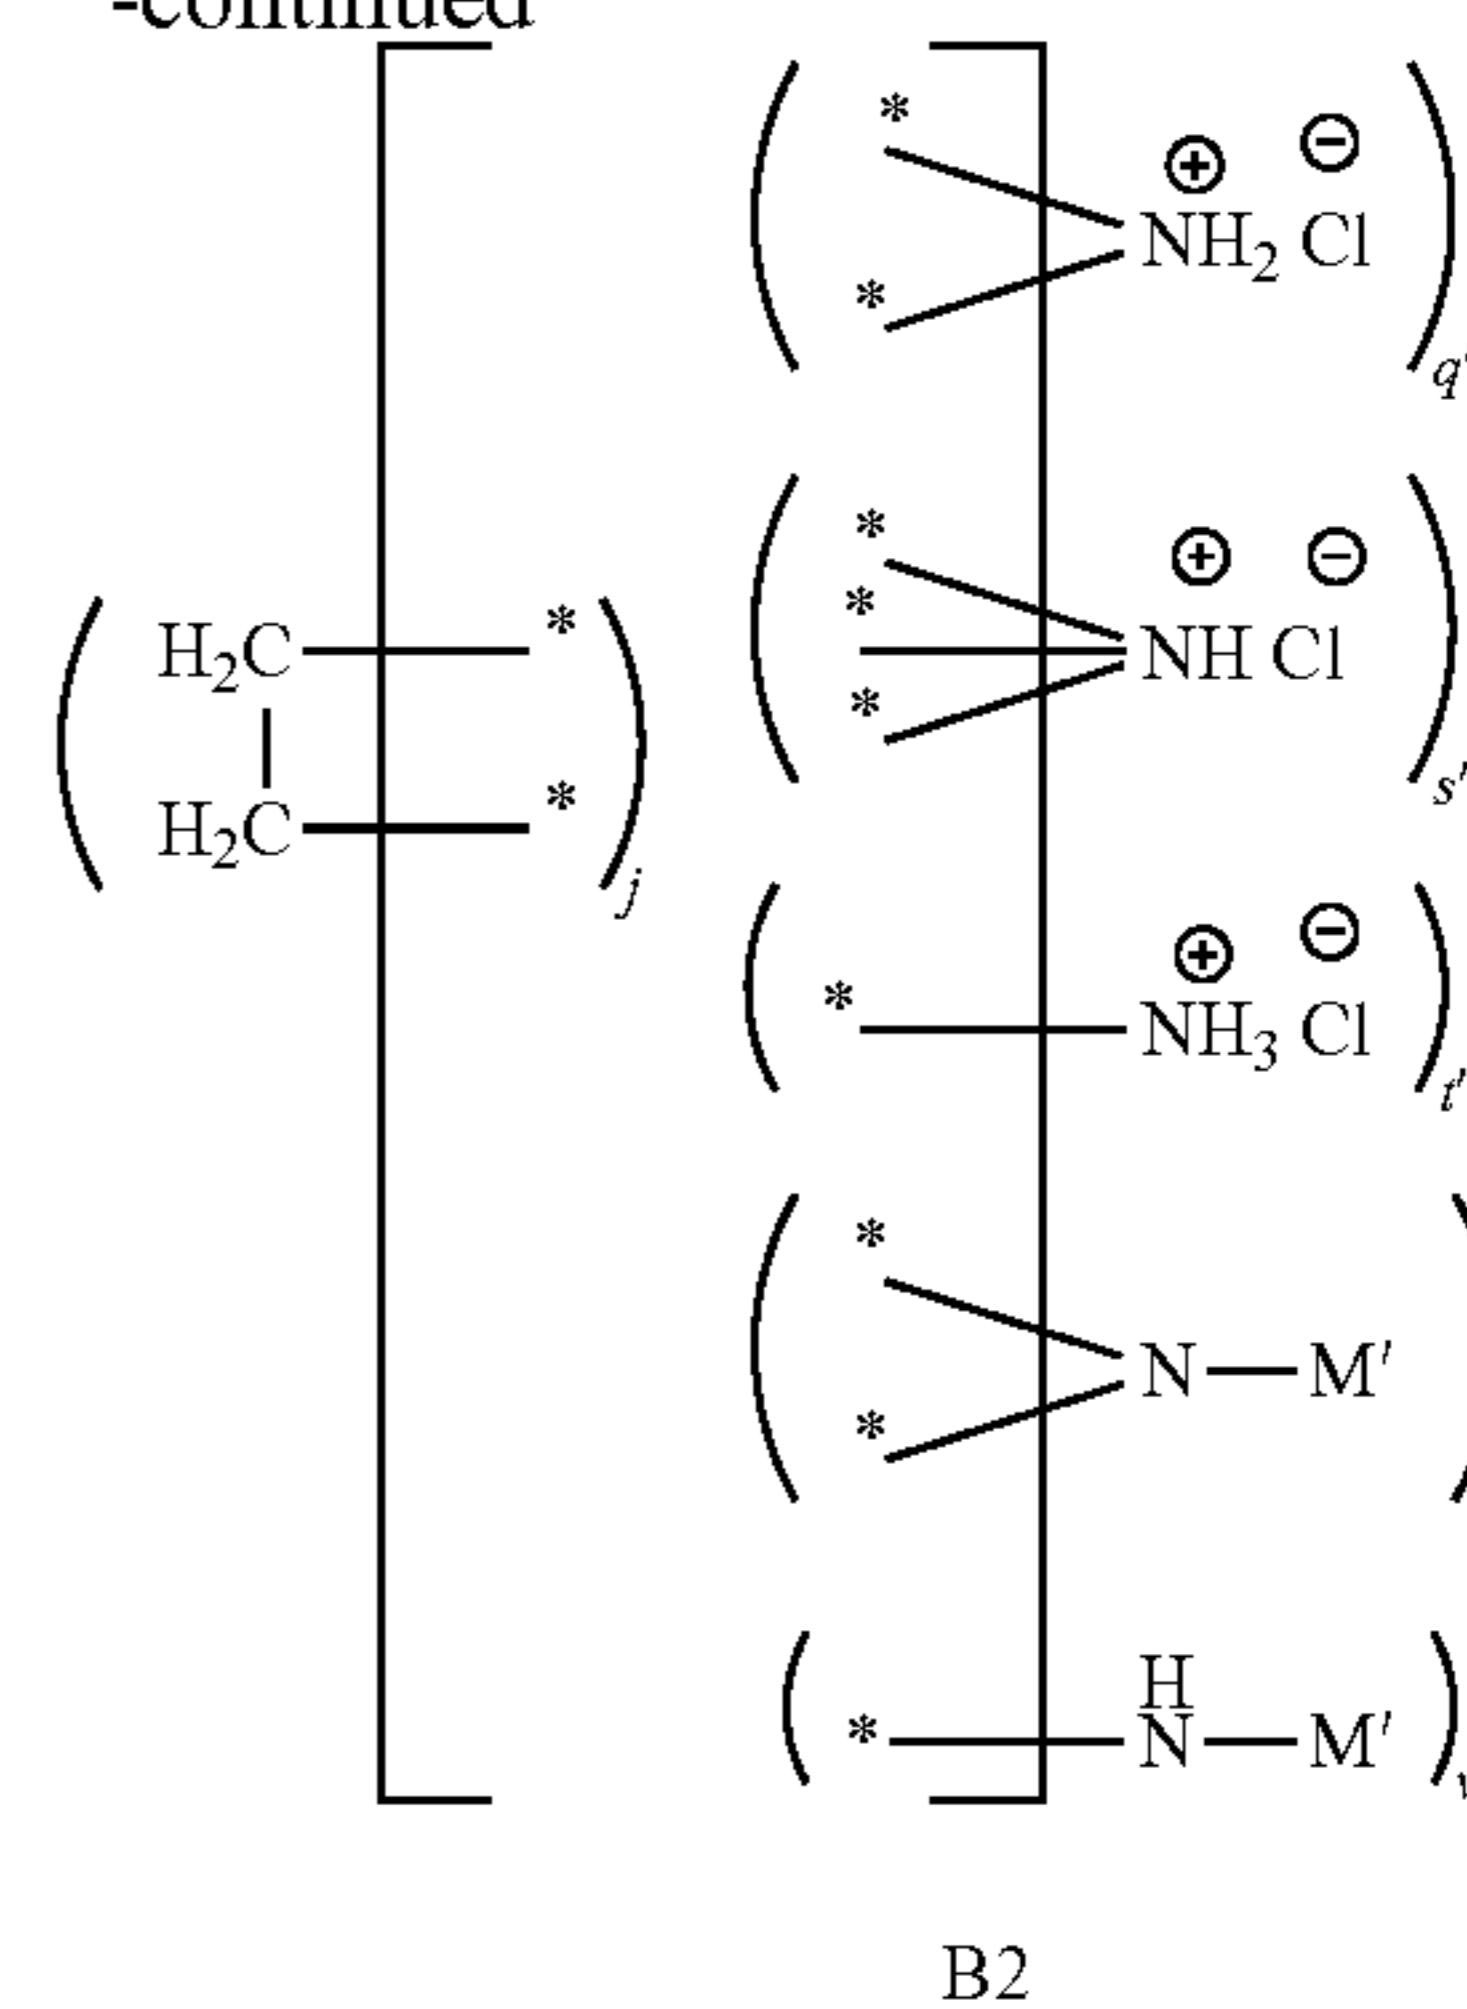 -continued
*
⊕ ⊖
NH2 Cl
*
q'
*
⊕ ⊖
*
H2C * NH Cl
*
s'
H2C *
j
⊕ ⊖
*
NH3 Cl
t'
*
N — M'
*
H
* N — M'
B2